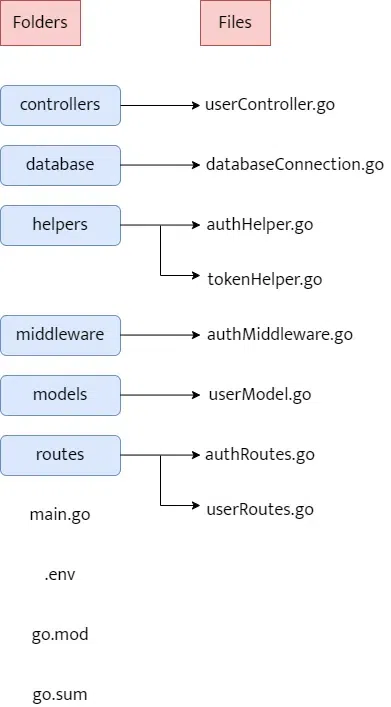 Folders
Files
controllers
userController.go
database
databaseConnection.go
helpers
authHelper.go
tokenHelper.go
middleware
authMiddleware.go
models
userModel.go
routes
authRoutes.go
userRoutes.go
main.go
.env
go.mod
go.sum